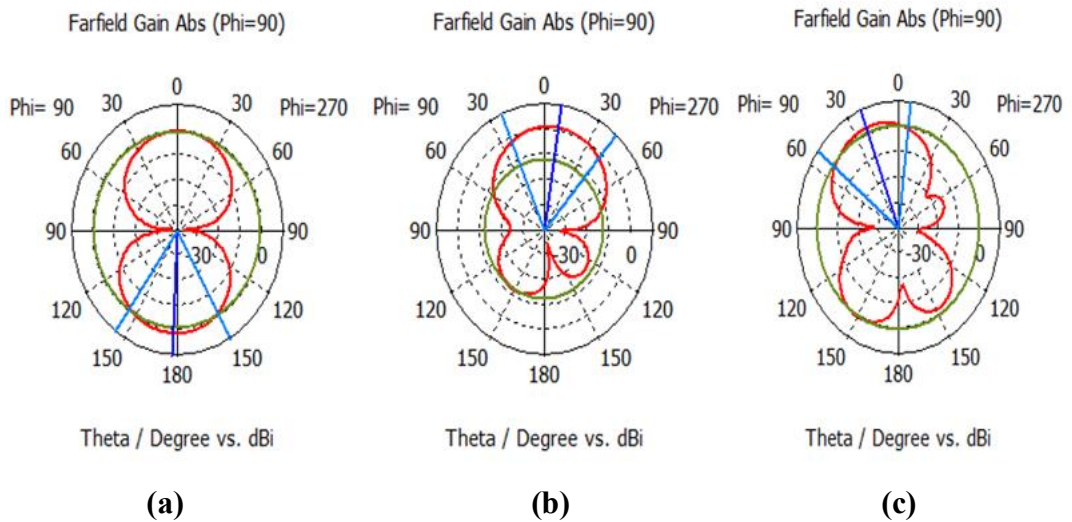 Farfield Gain Abs (Phi=90)
0
Phi= 90 30 30 Phi=270
60 60
90 -30 0 90
120 120
150 150
180
Theta / Degree vs. dBi
(a)
Farfield Gain Abs (Phi=90)
0
Phi= 90 30 30 Phi=270
60 60
90 -30 0 90
120 120
150 150
180
Theta / Degree vs. dBi
(b)
Farfield Gain Abs (Phi=90)
0
Phi= 90 30 30 Phi=270
60 60
90 -30 0 90
120 120
150 150
180
Theta / Degree vs. dBi
(c)